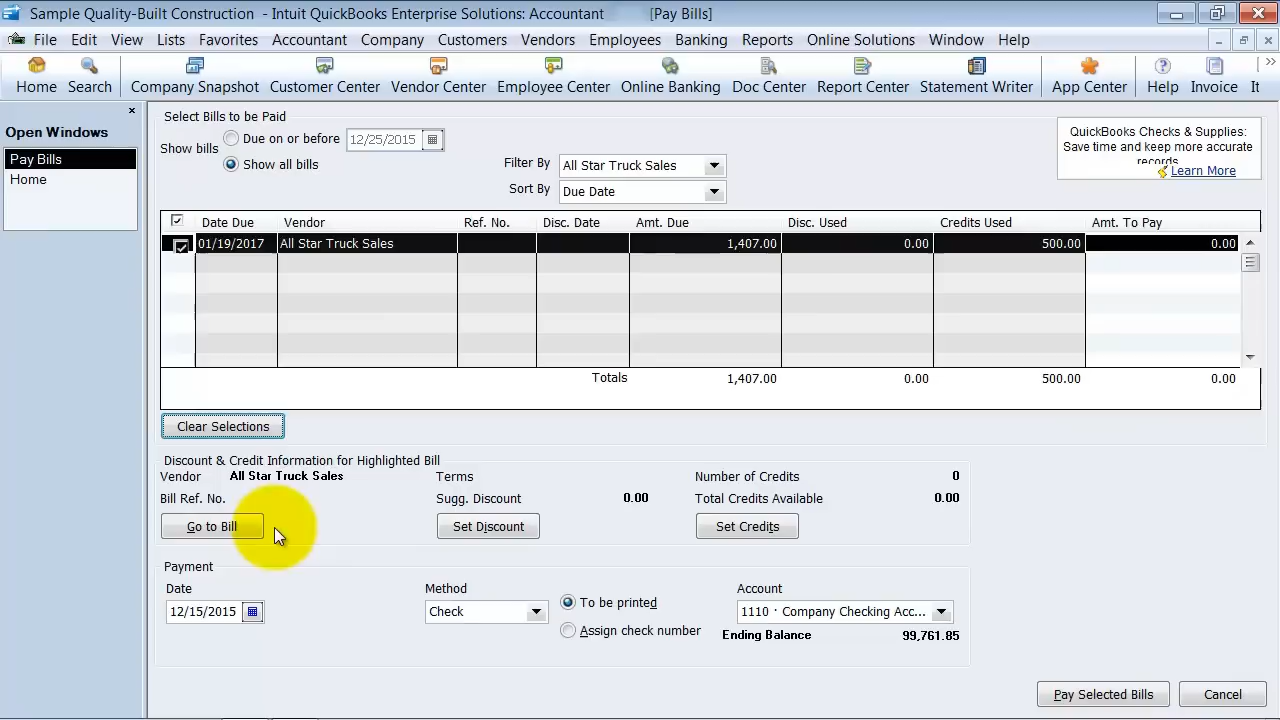 Sample Quality-Built Construction - Intuit QuickBooks Enterprise Solutions: Accountant [Pay Bills]
File Edit View Lists Favorites Accountant Company Customers Vendors Employees Banking Reports Online Solutions Window Help
Home Search Company Snapshot Customer Center Vendor Center Employee Center Online Banking Doc Center Report Center Statement Writer App Center Help Invoice It
Open Windows
Pay Bills
Home
Select Bills to be Paid
Show bills
Due on or before 12/25/2015
Show all bills
Filter By All Star Truck Sales
Sort By Due Date
QuickBooks Checks & Supplies:
Save time and keep more accurate
records.
Learn More
Date Due Vendor Ref. No. Disc. Date Amt. Due Disc. Used Credits Used Amt. To Pay
01/19/2017 All Star Truck Sales 1,407.00 0.00 500.00 0.00
Totals 1,407.00 0.00 500.00 0.00
Clear Selections
Discount & Credit Information for Highlighted Bill
Vendor All Star Truck Sales Terms Number of Credits 0
Bill Ref. No. Sugg. Discount 0.00 Total Credits Available 0.00
Go to Bill Set Discount Set Credits
Payment
Date Method Account
12/15/2015 Check To be printed 1110 · Company Checking Acc...
Assign check number Ending Balance 99,761.85
Pay Selected Bills Cancel